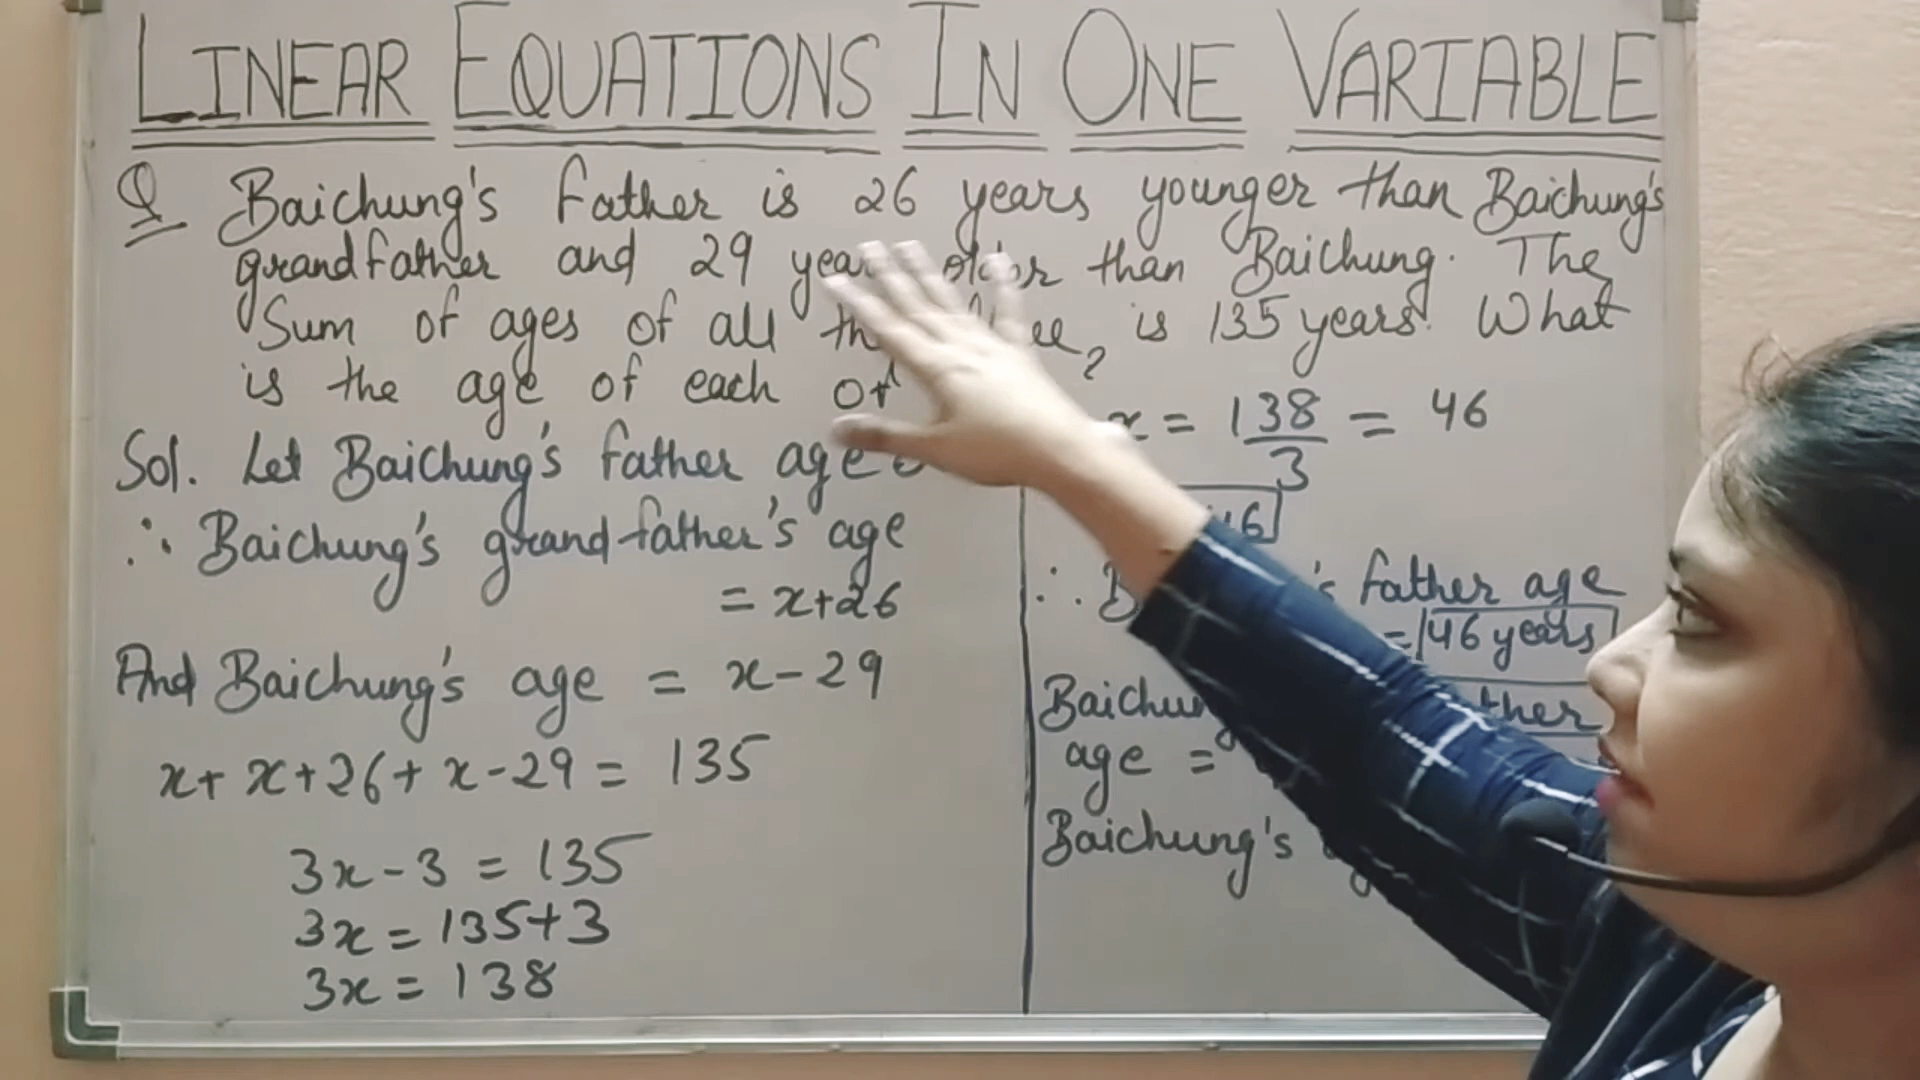 LINEAR EQUATIONS IN ONE VARIABLE
Q Baichung's father is 26 years younger than Baichung's
grandfather and 29 years older than Baichung. The
Sum of ages of all the is 135 years. What
is the age of each of ?
Sol. Let Baichung's father age
∴ Baichung's grandfather's age
= x+26
And Baichung's age = x-29
x+ x+26+ x-29 = 135
3x-3 = 135
3x = 135+3
3x = 138
x = 138/3 = 46
46
∴ 's father age
= 46 years
age =
Baichung's